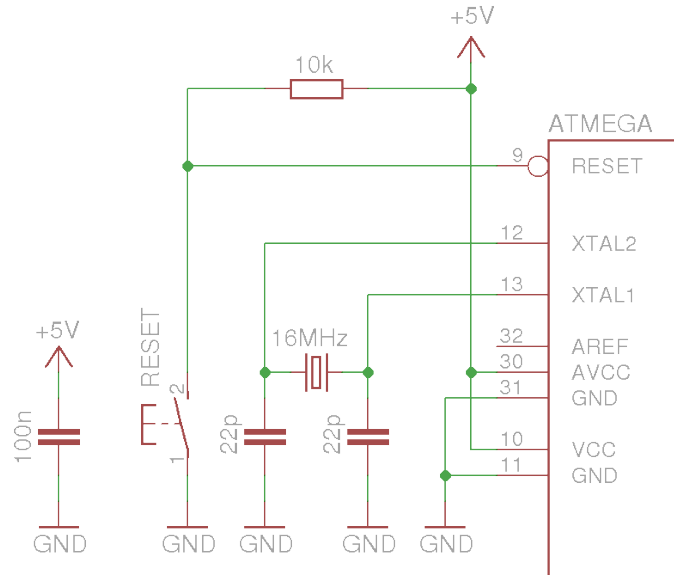 +5V
10k
ATMEGA
9 RESET
12 XTAL2
13 XTAL1
16MHz
32 AREF
30 AVCC
31 GND
10 VCC
11 GND
+5V
100n
RESET
2
1
22p
22p
GND
GND
GND
GND
GND